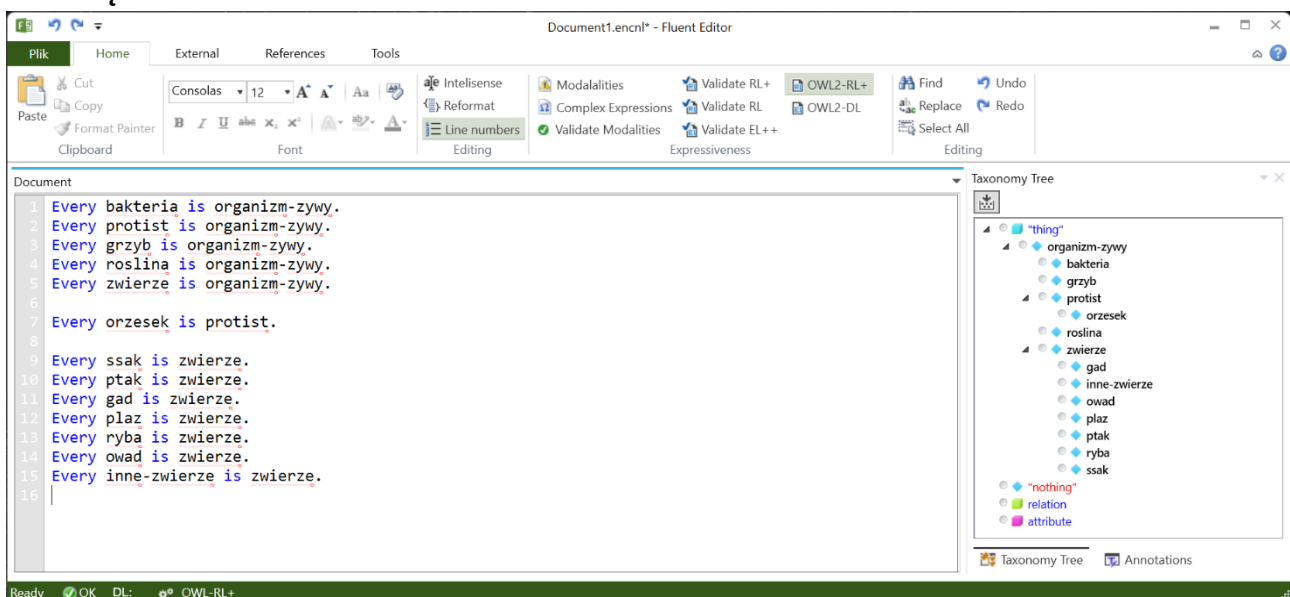 Document1.encnl* - Fluent Editor
Plik Home External References Tools
Cut Consolas 12 A A Aa aƪe Intelisense Modalalities Validate RL+ OWL2-RL+ Find Undo
Copy Reformat Complex Expressions Validate RL OWL2-DL Replace Redo
Paste Format Painter B I U abc X, X² A aby A Line numbers Validate Modalities Validate EL++ Select All
Clipboard Font Editing Expressiveness Editing
Document
1 Every bakteria is organizm-zywy.
2 Every protist is organizm-zywy.
3 Every grzyb is organizm-zywy.
4 Every roslina is organizm-zywy.
5 Every zwierze is organizm-zywy.
6
7 Every orzesek is protist.
8
9 Every ssak is zwierze.
10 Every ptak is zwierze.
11 Every gad is zwierze.
12 Every plaz is zwierze.
13 Every ryba is zwierze.
14 Every owad is zwierze.
15 Every inne-zwierze is zwierze.
16
Taxonomy Tree
"thing"
organizm-zywy
bakteria
grzyb
protist
orzesek
roslina
zwierze
gad
inne-zwierze
owad
plaz
ptak
ryba
ssak
"nothing"
relation
attribute
Taxonomy Tree Annotations
Ready OK DL: OWL-RL+